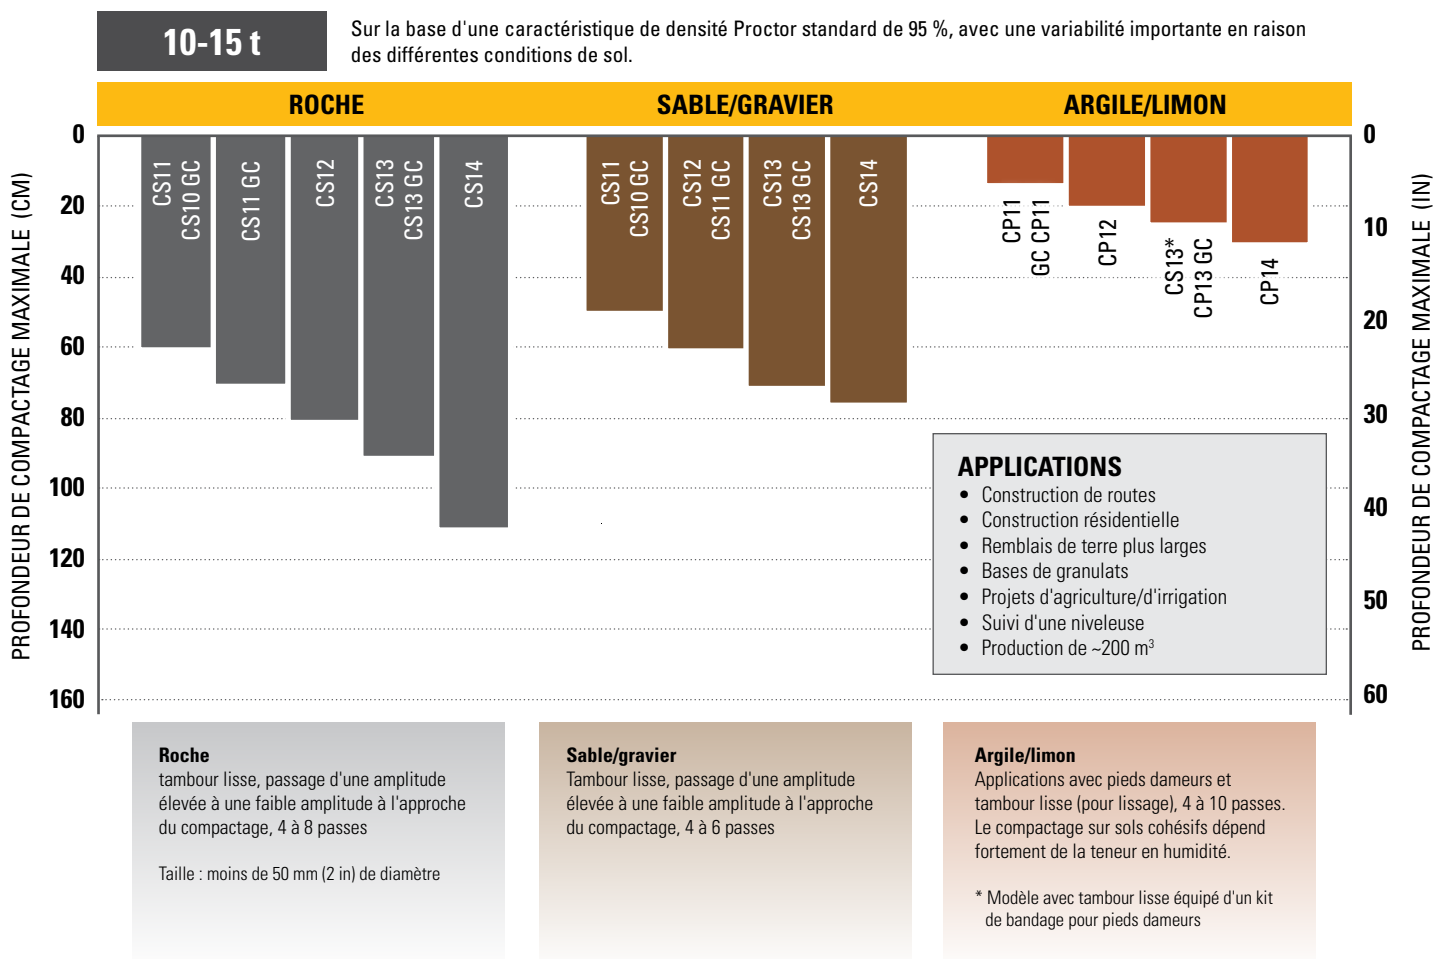 10-15 t
Sur la base d'une caractéristique de densité Proctor standard de 95 %, avec une variabilité importante en raison
des différentes conditions de sol.
ROCHE
SABLE/GRAVIER
ARGILE/LIMON
PROFONDEUR DE COMPACTAGE MAXIMALE (CM)
0
20
40
60
80
100
120
140
160
CS11
CS10 GC
CS11 GC
CS12
CS13
CS13 GC
CS14
CS11
CS10 GC
CS12
CS11 GC
CS13
CS13 GC
CS14
CP11
GC CP11
CP12
CS13*
CP13 GC
CP14
0
10
20
30
40
50
60
PROFONDEUR DE COMPACTAGE MAXIMALE (IN)
APPLICATIONS
• Construction de routes
• Construction résidentielle
• Remblais de terre plus larges
• Bases de granulats
• Projets d'agriculture/d'irrigation
• Suivi d'une niveleuse
• Production de ~200 m³
Roche
tambour lisse, passage d'une amplitude
élevée à une faible amplitude à l'approche
du compactage, 4 à 8 passes
Taille : moins de 50 mm (2 in) de diamètre
Sable/gravier
Tambour lisse, passage d'une amplitude
élevée à une faible amplitude à l'approche
du compactage, 4 à 6 passes
Argile/limon
Applications avec pieds dameurs et
tambour lisse (pour lissage), 4 à 10 passes.
Le compactage sur sols cohésifs dépend
fortement de la teneur en humidité.
* Modèle avec tambour lisse équipé d'un kit
de bandage pour pieds dameurs